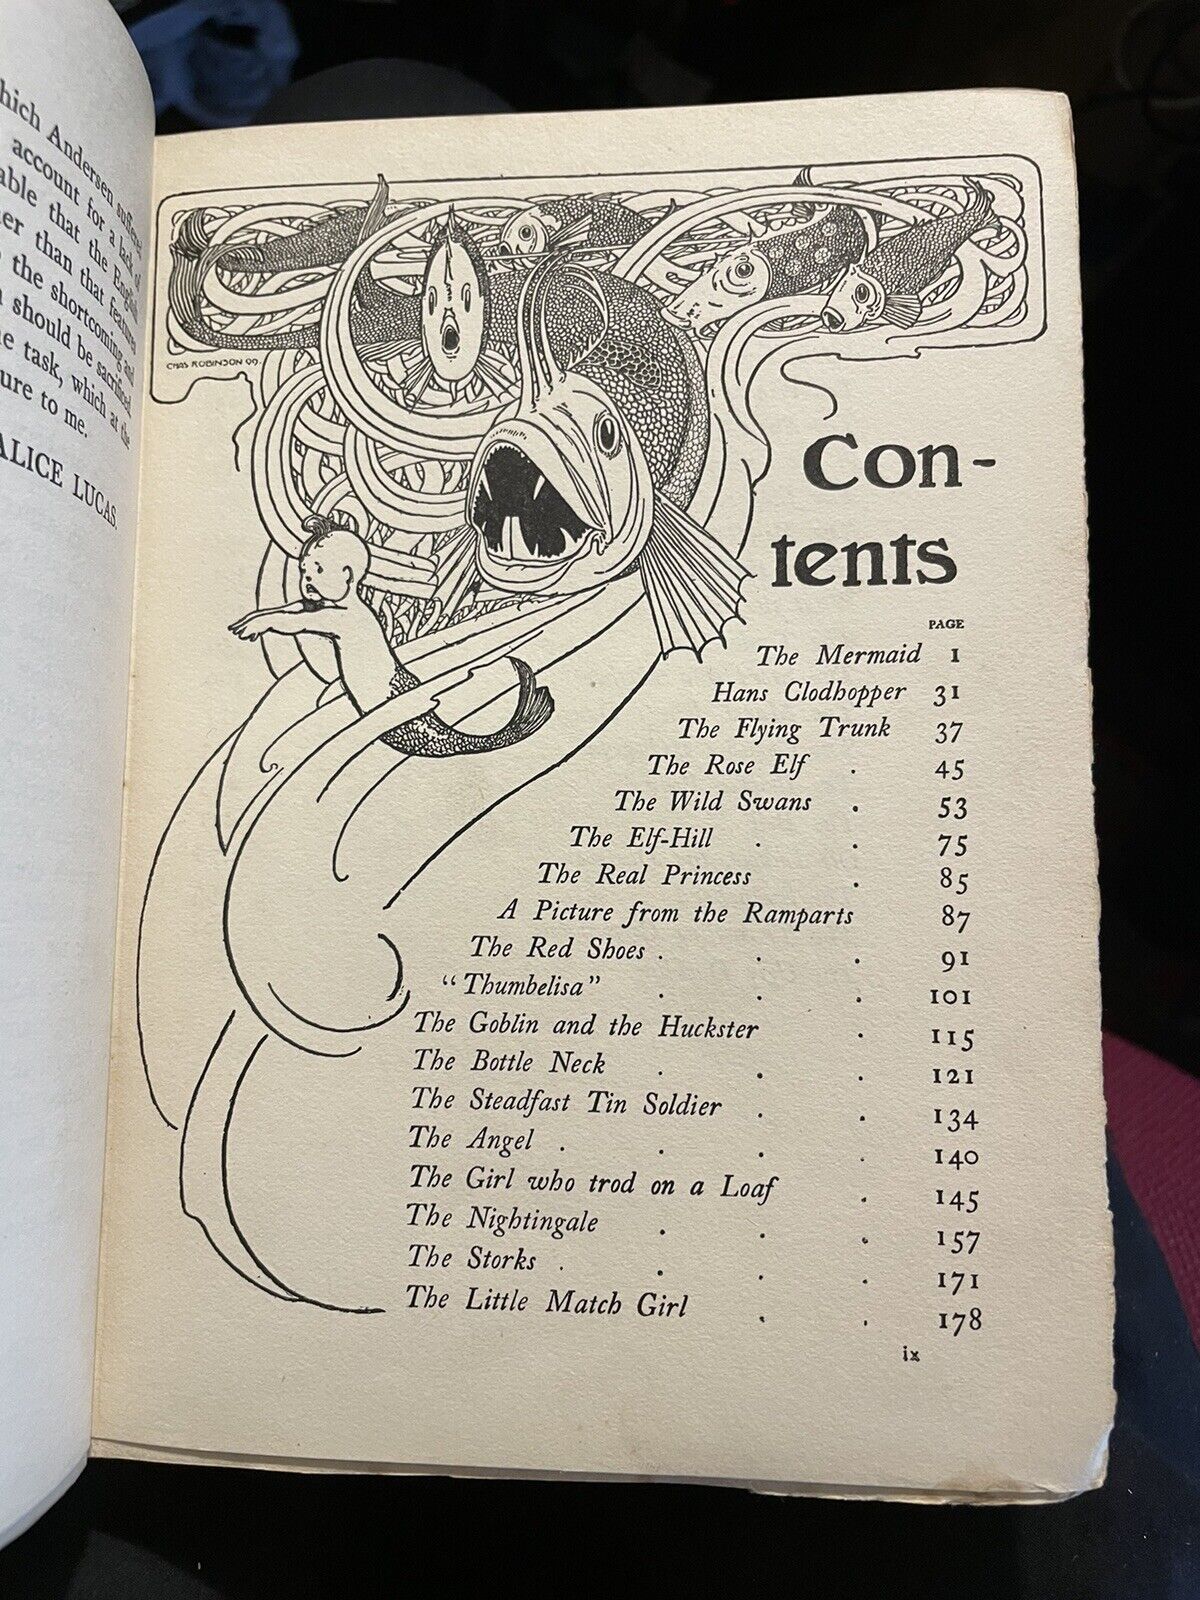 hich Andersen suffered
account for a lack of
able that the English
her than that features
the shortcoming, and
should be sacrificed,
e task, which at the
ure to me.
ALICE LUCAS.
CHAS ROBINSON 99.
Con-
tents
PAGE
The Mermaid 1
Hans Clodhopper 31
The Flying Trunk 37
The Rose Elf . 45
The Wild Swans . 53
The Elf-Hill . . 75
The Real Princess . 85
A Picture from the Ramparts 87
The Red Shoes . . . 91
"Thumbelisa" . . . 101
The Goblin and the Huckster . 115
The Bottle Neck . . . 121
The Steadfast Tin Soldier . . 134
The Angel . . . . 140
The Girl who trod on a Loaf . 145
The Nightingale . . . 157
The Storks . . . . 171
The Little Match Girl . . 178
ix